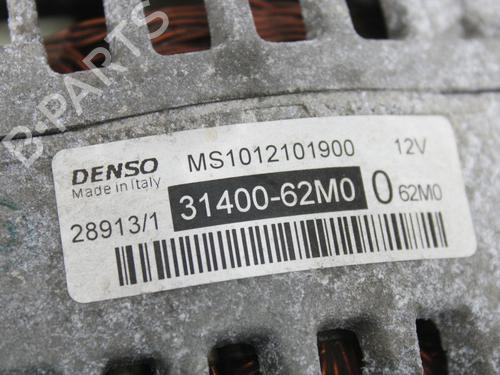 B-PARTS
DENSO MS1012101900 12V
Made in Italy
28913/1 31400-62M0 0 62M0